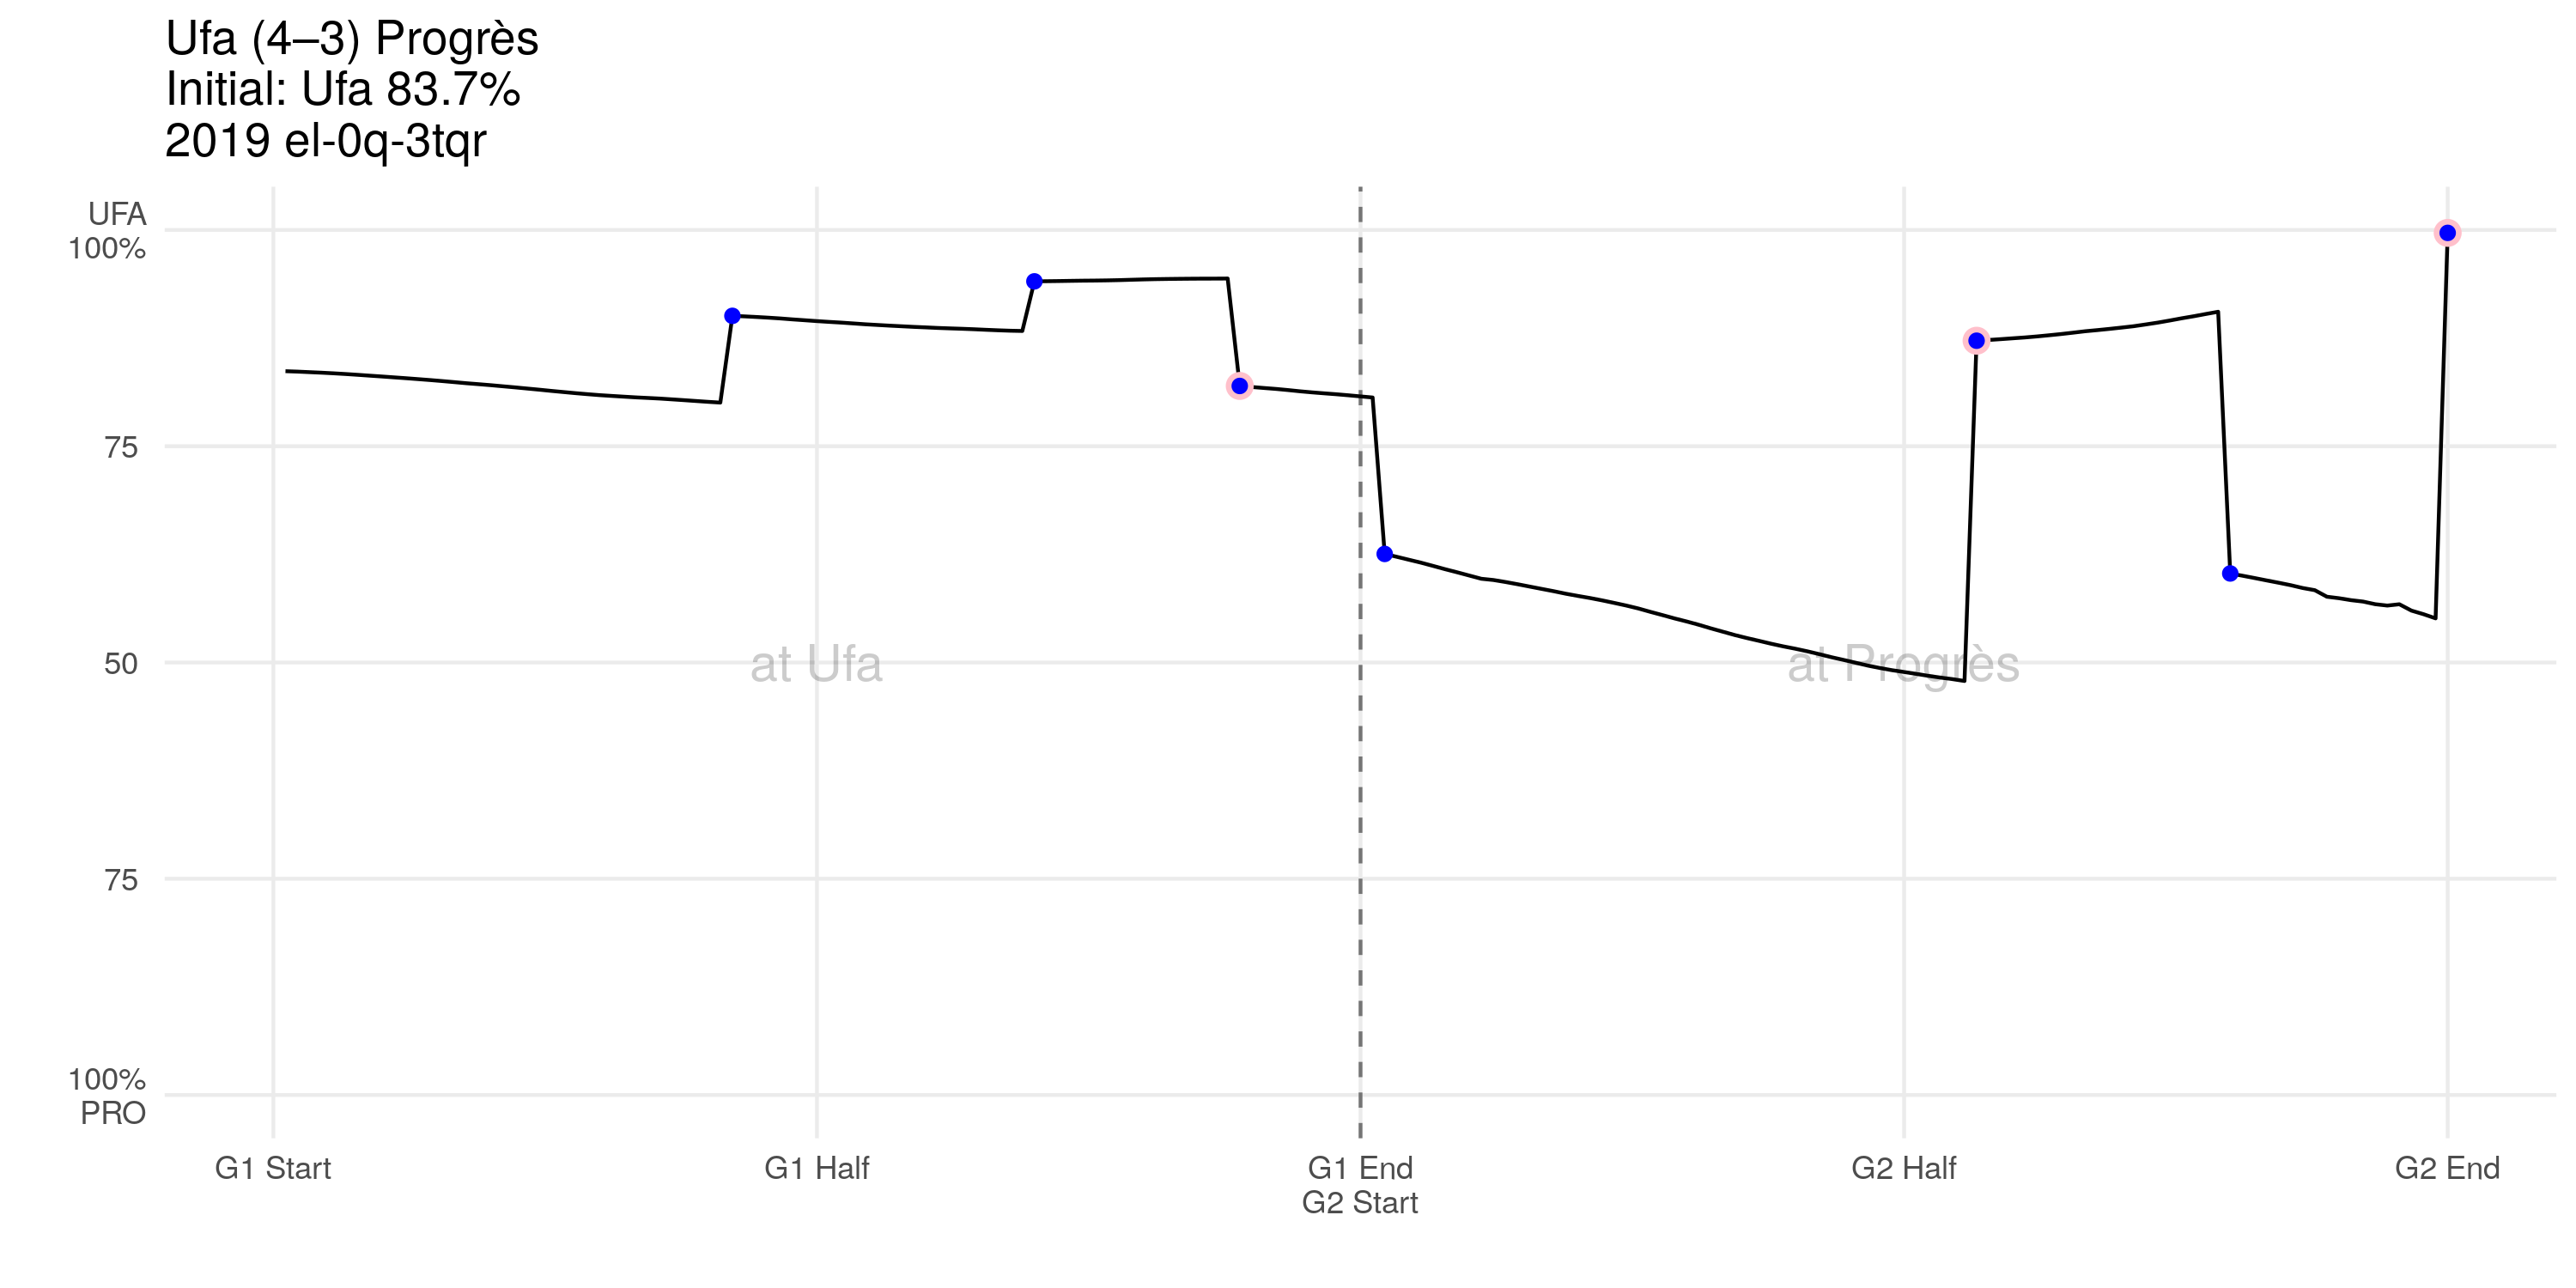 Ufa (4–3) Progrès
Initial: Ufa 83.7%
2019 el-0q-3tqr
UFA
100%
75
50
75
100%
PRO
at Ufa
at Progrès
G1 Start
G1 Half
G1 End
G2 Start
G2 Half
G2 End